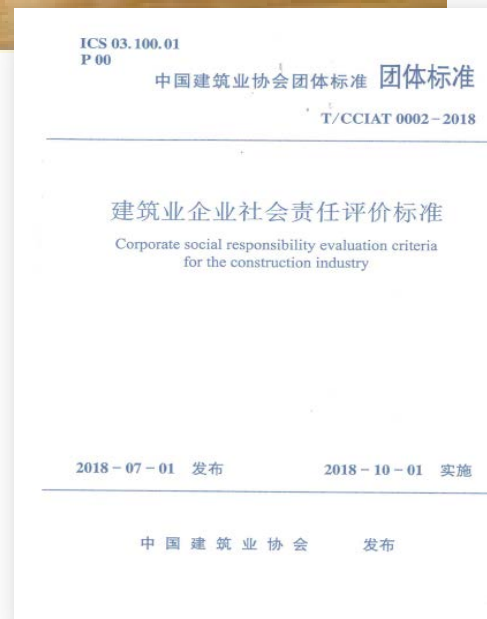 ICS 03.100.01
P 00
中国建筑业协会团体标准 团体标准
T/CCIAT 0002-2018
建筑业企业社会责任评价标准
Corporate social responsibility evaluation criteria
for the construction industry
2018-07-01 发布 2018-10-01 实施
中国建筑业协会 发布